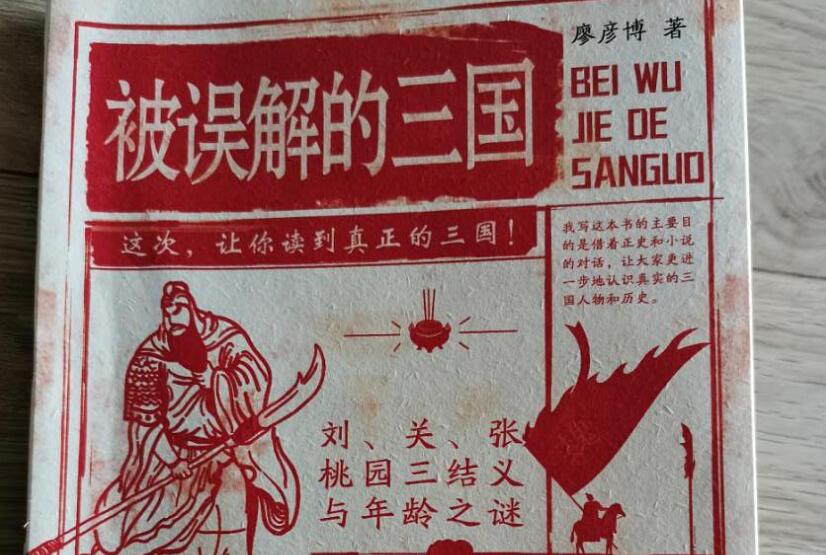 廖彦博 著
被误解的三国
BEI WU
JIE DE
SANGUO
这次，让你读到真正的三国！
我写这本书的主要目
的是借着正史和小说
的对话，让大家更进
一步地认识真实的三
国人物和历史。
刘、关、张
桃园三结义
与年龄之谜